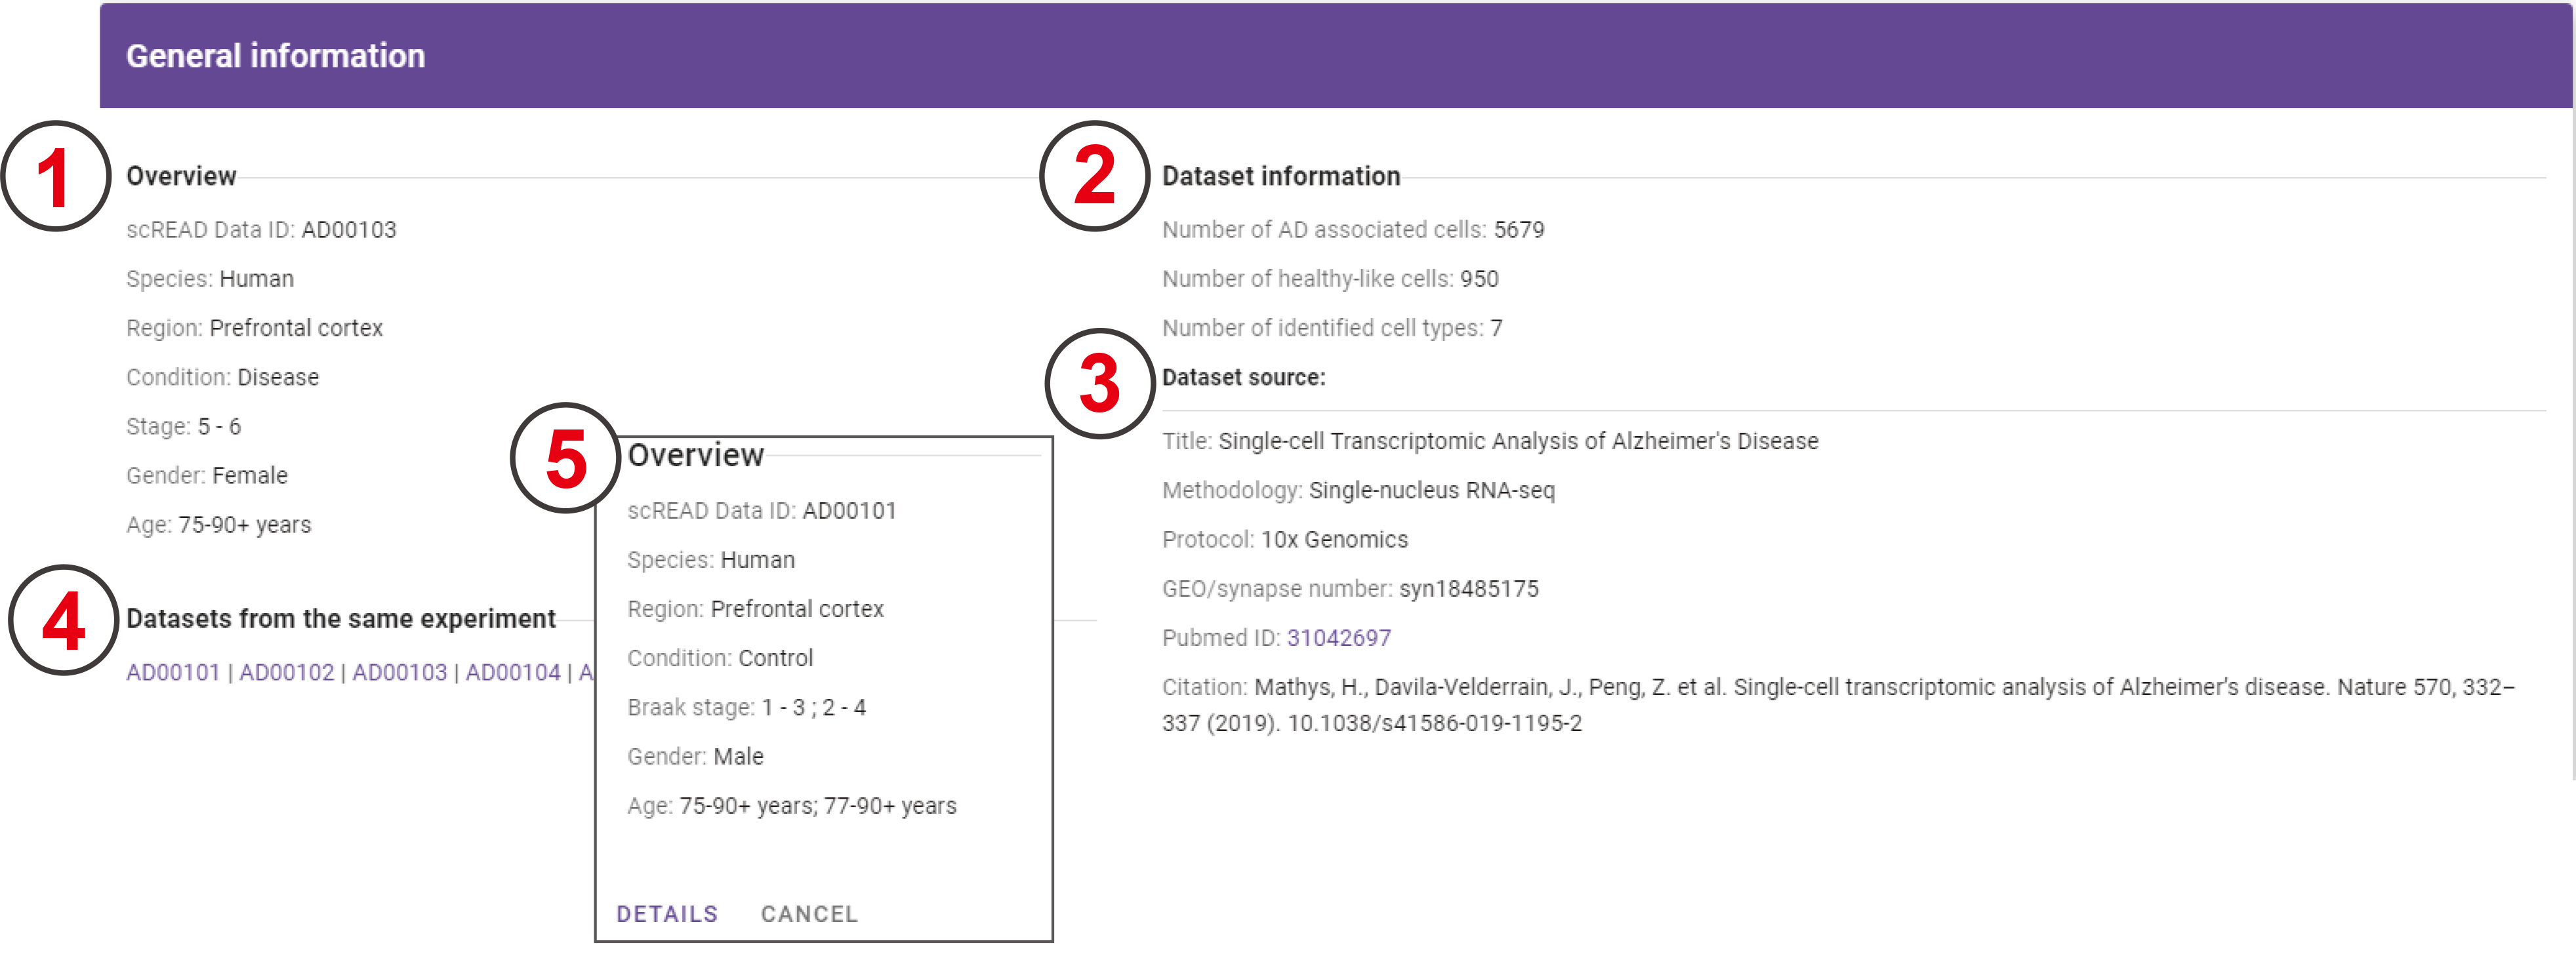 General information
1
Overview
scREAD Data ID: AD00103
Species: Human
Region: Prefrontal cortex
Condition: Disease
Stage: 5 - 6
Gender: Female
Age: 75-90+ years
4
Datasets from the same experiment
AD00101 | AD00102 | AD00103 | AD00104 | A
5
Overview
scREAD Data ID: AD00101
Species: Human
Region: Prefrontal cortex
Condition: Control
Braak stage: 1 - 3 ; 2 - 4
Gender: Male
Age: 75-90+ years; 77-90+ years
DETAILS CANCEL
2
Dataset information
Number of AD associated cells: 5679
Number of healthy-like cells: 950
Number of identified cell types: 7
3
Dataset source:
Title: Single-cell Transcriptomic Analysis of Alzheimer's Disease
Methodology: Single-nucleus RNA-seq
Protocol: 10x Genomics
GEO/synapse number: syn18485175
Pubmed ID: 31042697
Citation: Mathys, H., Davila-Velderrain, J., Peng, Z. et al. Single-cell transcriptomic analysis of Alzheimer's disease. Nature 570, 332–
337 (2019). 10.1038/s41586-019-1195-2